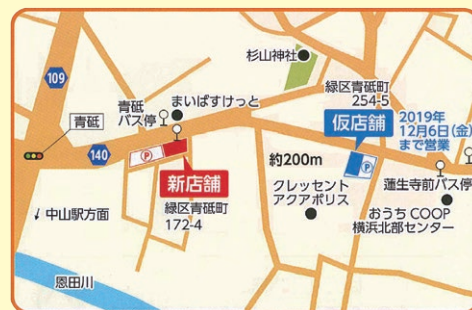 杉山神社
109
緑区青砥町
254-5
青砥
バス停
まいばすけっと
仮店舗
2019年
12月6日(金)
まで営業
青砥
140
P
P
約200m
新店舗
クレッセント
アクアポリス
蓮生寺前バス停
緑区青砥町
172-4
中山駅方面
おうちCOOP
横浜北部センター
恩田川